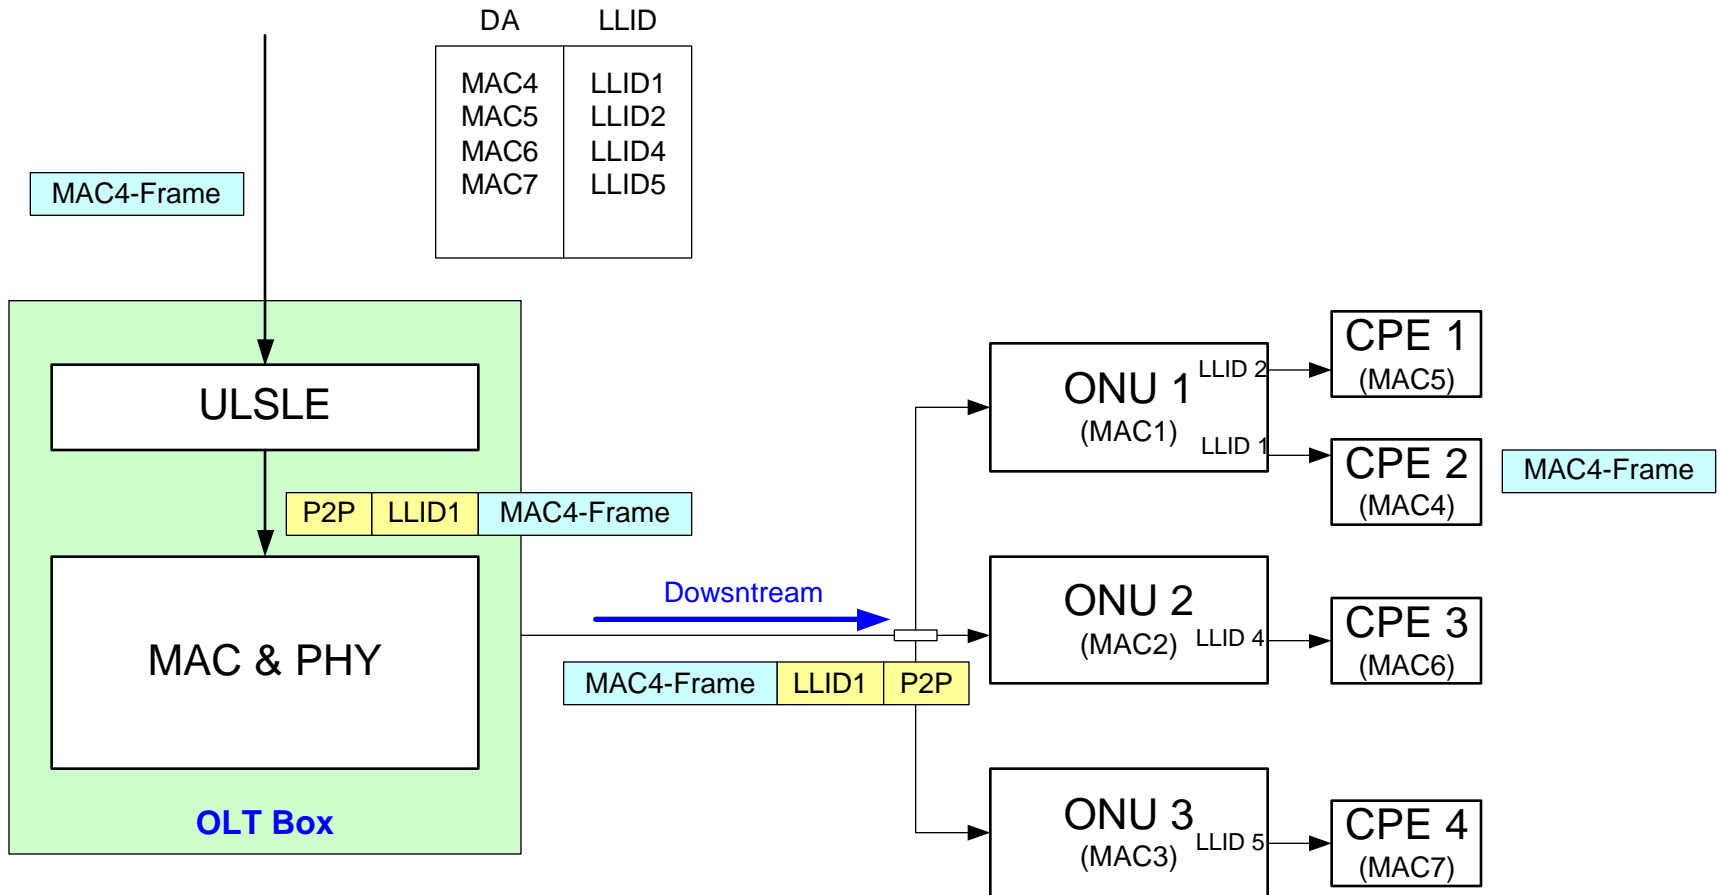 DA LLID
MAC4 LLID1
MAC5 LLID2
MAC6 LLID4
MAC7 LLID5
MAC4-Frame
ULSLE
P2P LLID1 MAC4-Frame
MAC & PHY
OLT Box
Dowsntream
MAC4-Frame LLID1 P2P
ONU 1
(MAC1)
LLID 2
LLID 1
CPE 1
(MAC5)
CPE 2
(MAC4)
MAC4-Frame
ONU 2
(MAC2)
LLID 4
CPE 3
(MAC6)
ONU 3
(MAC3)
LLID 5
CPE 4
(MAC7)